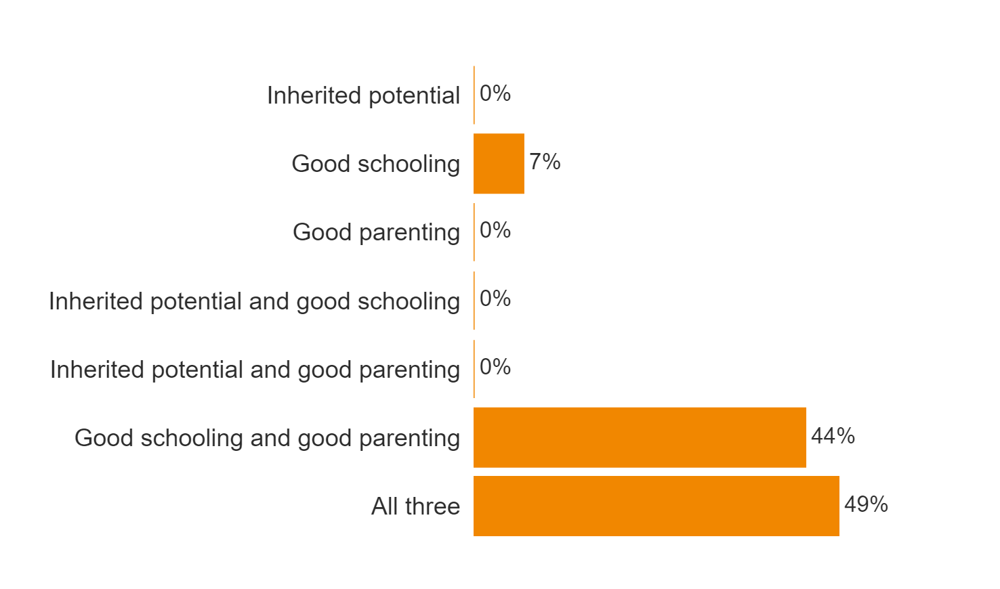 Inherited potential 0%
Good schooling 7%
Good parenting 0%
Inherited potential and good schooling 0%
Inherited potential and good parenting 0%
Good schooling and good parenting 44%
All three 49%